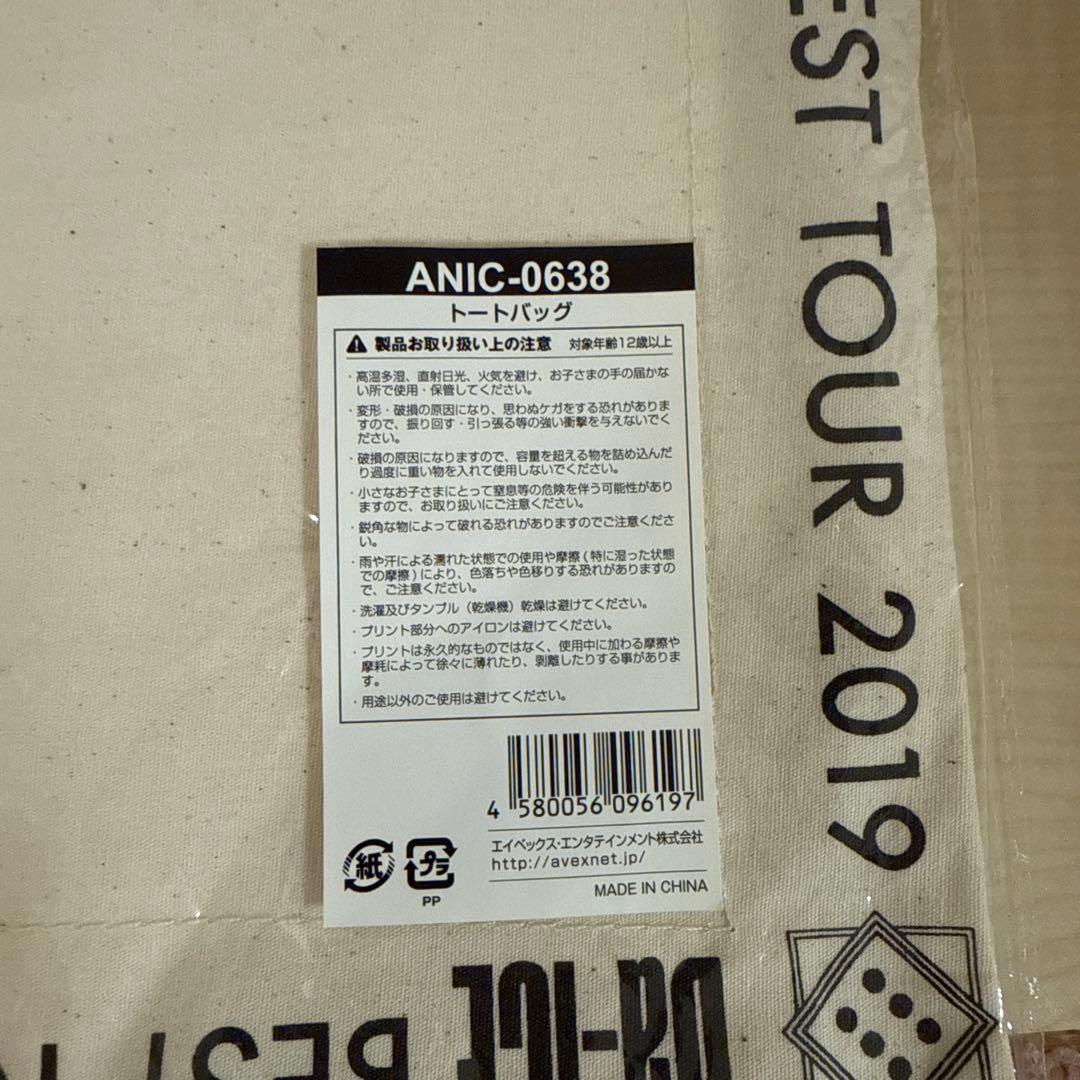 EST TOUR 2019
ANIC-0638
トートバッグ
製品お取り扱い上の注意 対象年齢12歳以上
・高温多湿、直射日光、火気を避け、お子さまの手の届かな
い所で使用・保管してください。
・変形・破損の原因になり、思わぬケガをする恐れがありま
すので、振り回す・引っ張る等の強い衝撃を与えないでく
ださい。
・破損の原因になりますので、容量を超える物を詰め込んだ
り過度に重い物を入れて使用しないでください。
・小さなお子さまにとって窒息等の危険を伴う可能性があり
ますので、お取り扱いにご注意ください。
・鋭角な物によって破れる恐れがありますのでご注意くださ
い。
・雨や汗による濡れた状態での使用や摩擦(特に湿った状態
での摩擦)により、色落ちや色移りする恐れがありますの
で、ご注意ください。
・洗濯及びタンブル（乾燥機）乾燥は避けてください。
・プリント部分へのアイロンは避けてください。
・プリントは永久的なものではなく、使用中に加わる摩擦や
摩耗によって徐々に薄れたり、剥離したりする事がありま
す。
・用途以外のご使用は避けてください。
4 580056 096197
エイベックス・エンタテインメント株式会社
http://avexnet.jp/
MADE IN CHINA
紙
プラ
PP
DA-ICE BEST